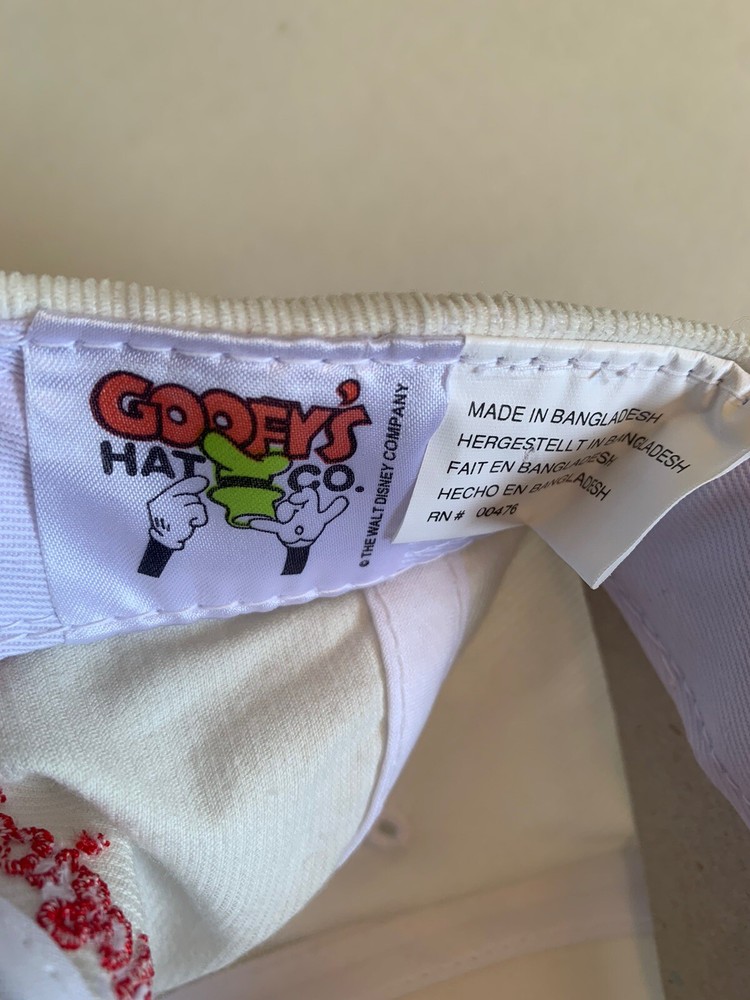 GOOFY'S
HAT CO.
© THE WALT DISNEY COMPANY
MADE IN BANGLADESH
HERGESTELLT IN BANGLADESH
FAIT EN BANGLADESH
HECHO EN BANGLADESH
RN # 00476